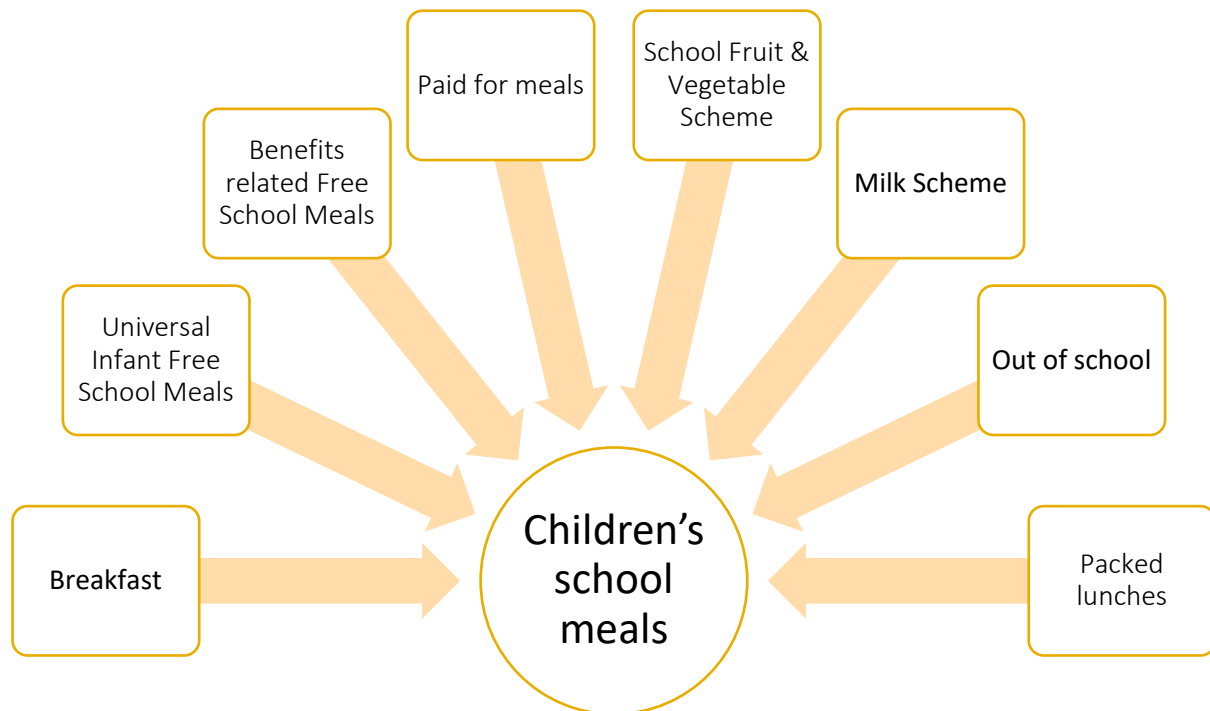 Breakfast
Universal
Infant Free
School Meals
Benefits
related Free
School Meals
Paid for meals
School Fruit &
Vegetable
Scheme
Milk Scheme
Out of school
Packed
lunches
Children’s
school
meals